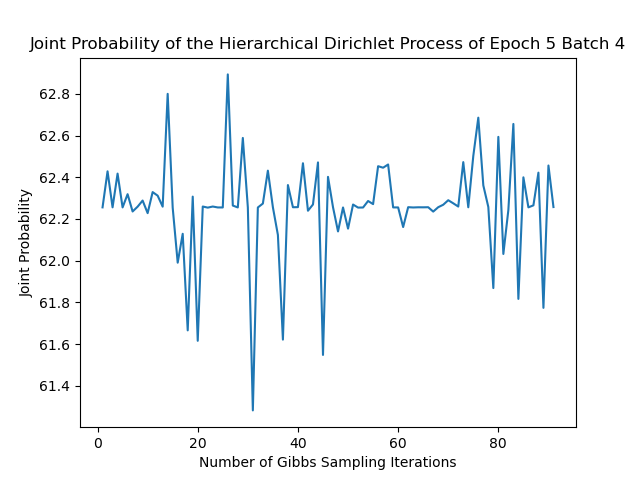 Joint Probability of the Hierarchical Dirichlet Process of Epoch 5 Batch 4
62.8
62.6
62.4
62.2
62.0
61.8
61.6
61.4
Joint Probability
0 20 40 60 80
Number of Gibbs Sampling Iterations